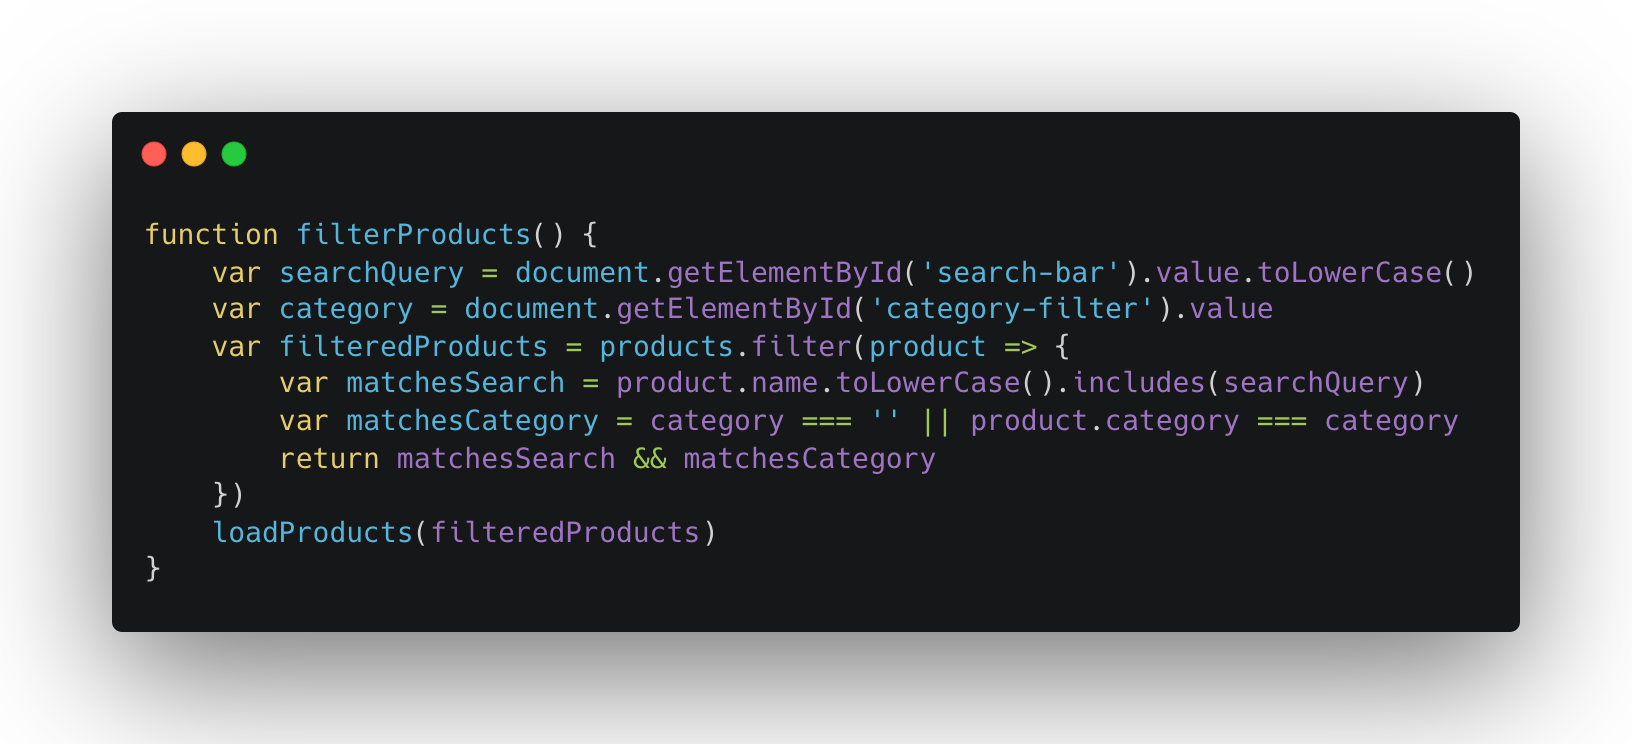 function filterProducts() {
    var searchQuery = document.getElementById('search-bar').value.toLowerCase()
    var category = document.getElementById('category-filter').value
    var filteredProducts = products.filter(product => {
        var matchesSearch = product.name.toLowerCase().includes(searchQuery)
        var matchesCategory = category === '' || product.category === category
        return matchesSearch && matchesCategory
    })
    loadProducts(filteredProducts)
}